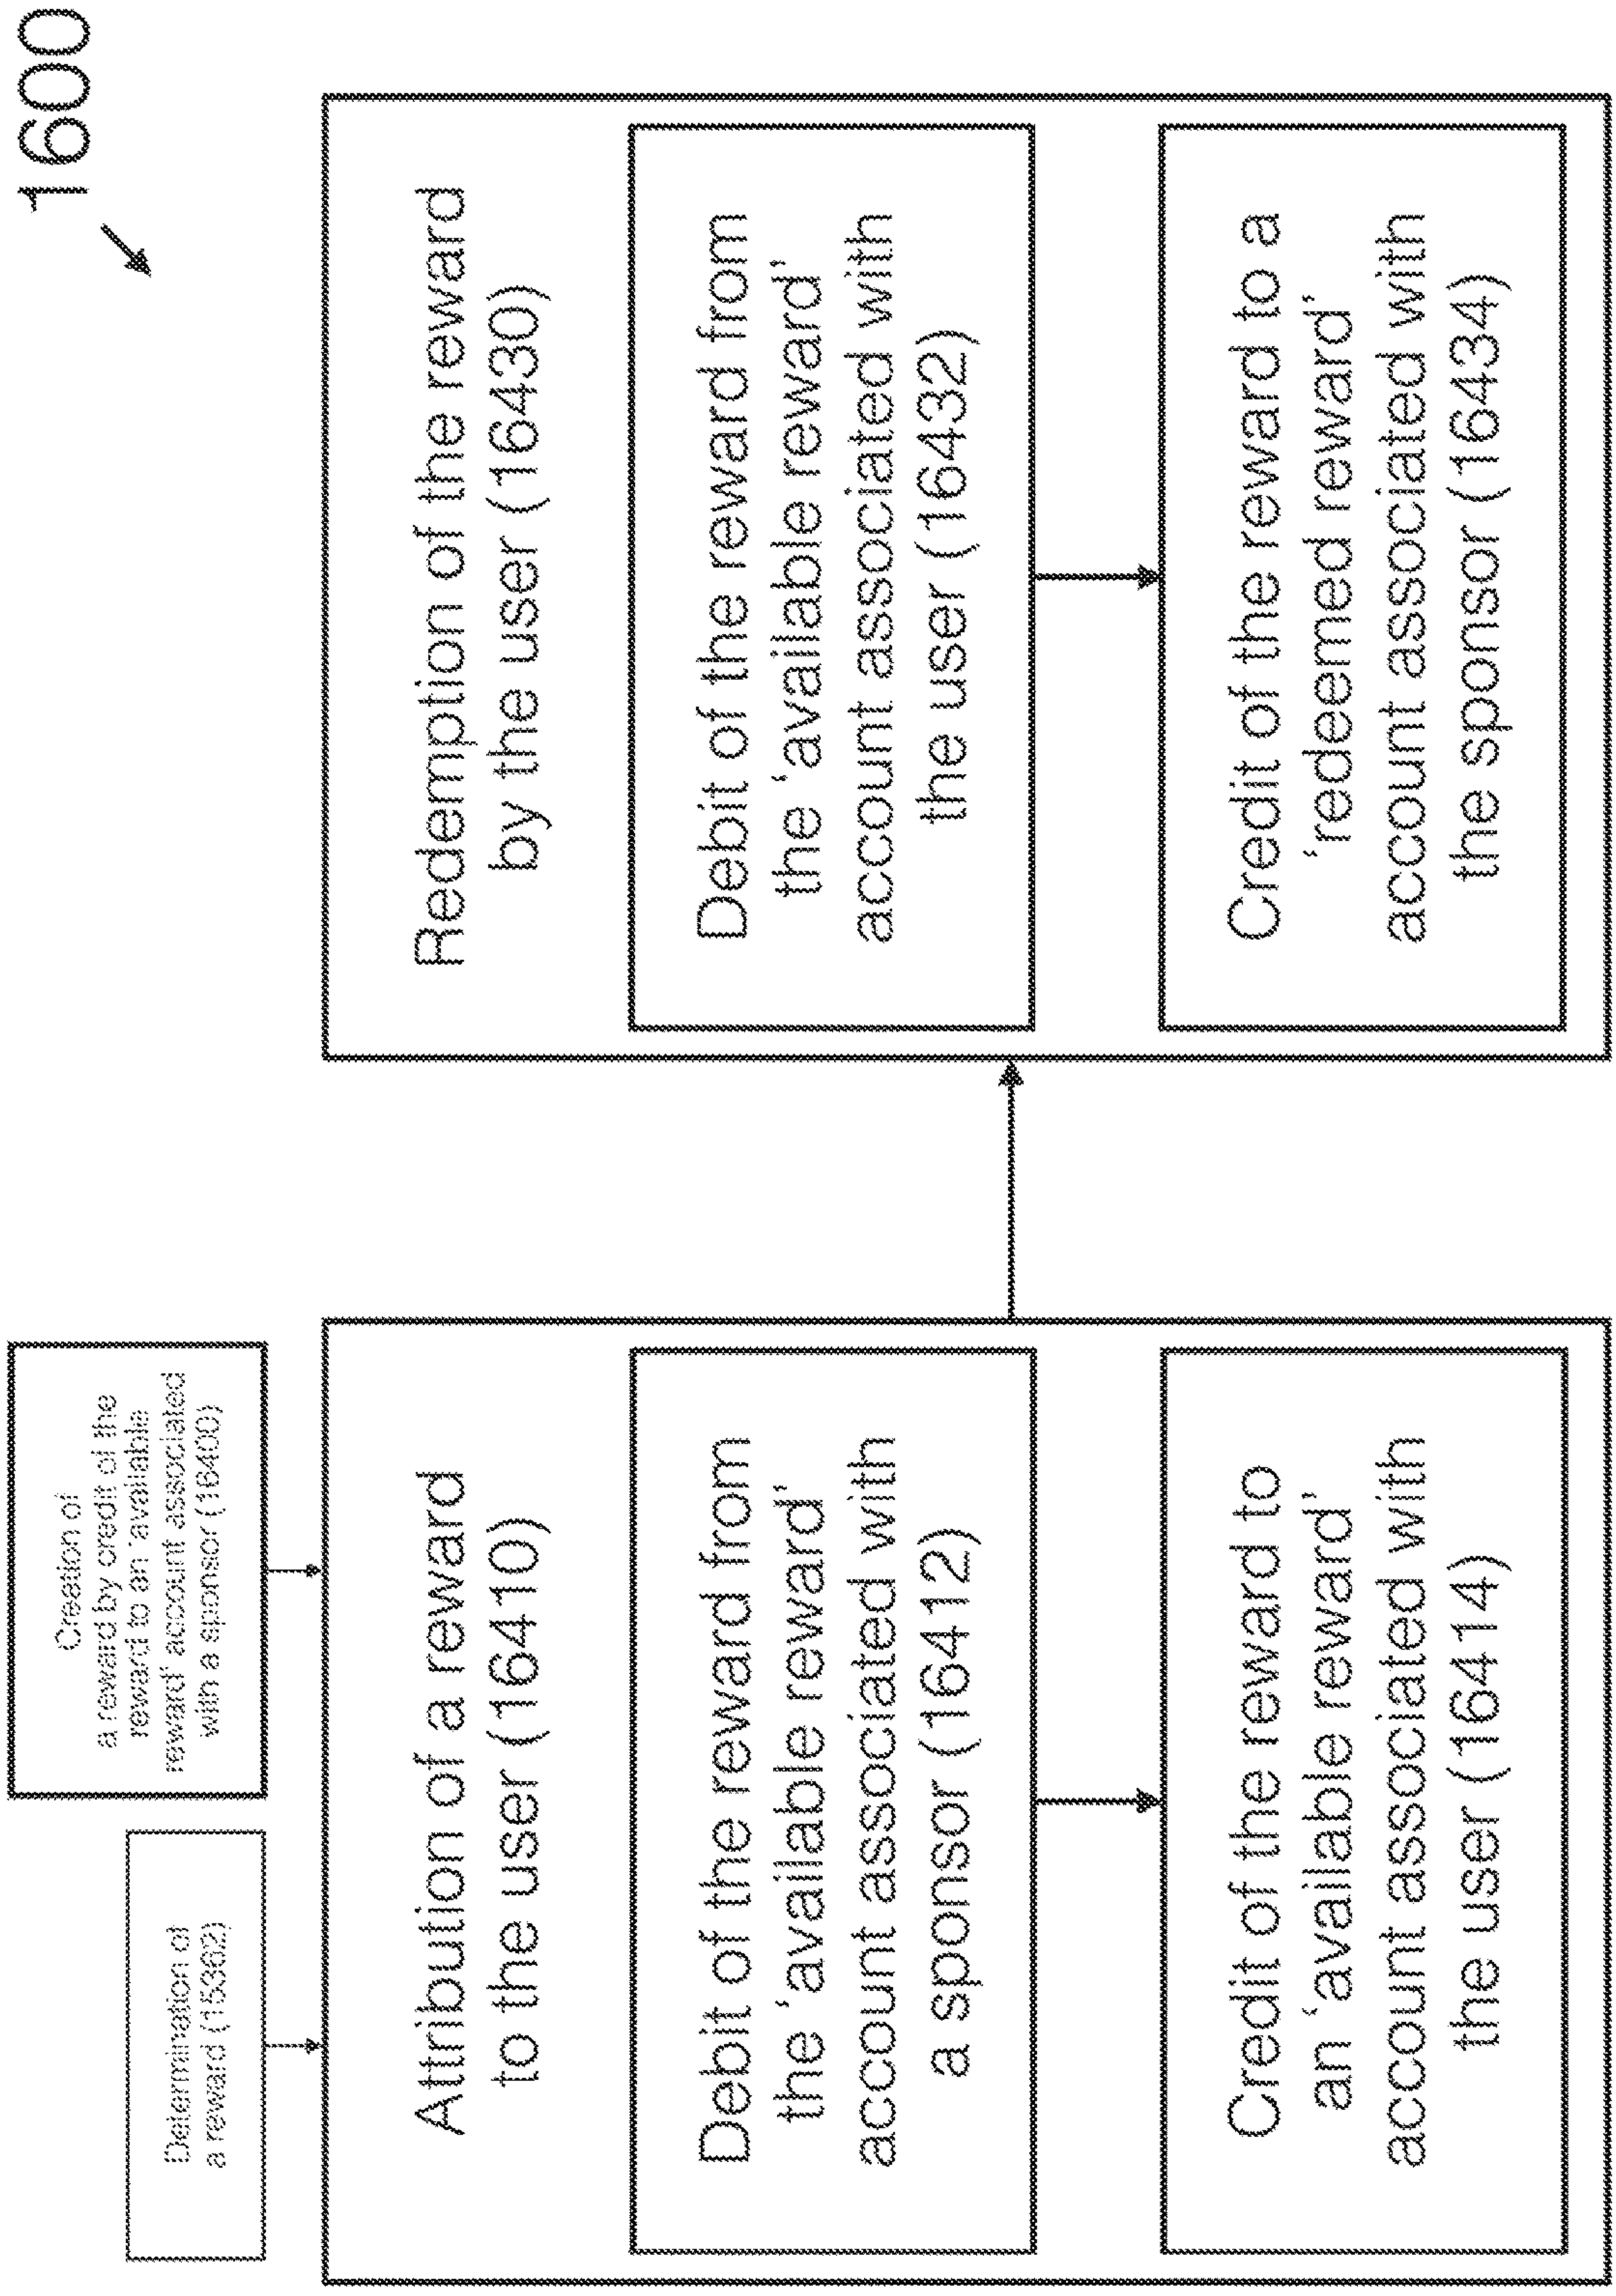 1600
Determination of
a reward (15362)
Creation of
a reward by credit of the
reward to an 'available
reward' account associated
with a sponsor (16400)
Attribution of a reward
to the user (16410)
Debit of the reward from
the 'available reward'
account associated with
a sponsor (16412)
Credit of the reward to
an 'available reward'
account associated with
the user (16414)
Redemption of the reward
by the user (16430)
Debit of the reward from
the 'available reward'
account associated with
the user (16432)
Credit of the reward to a
'redeemed reward'
account associated with
the sponsor (16434)